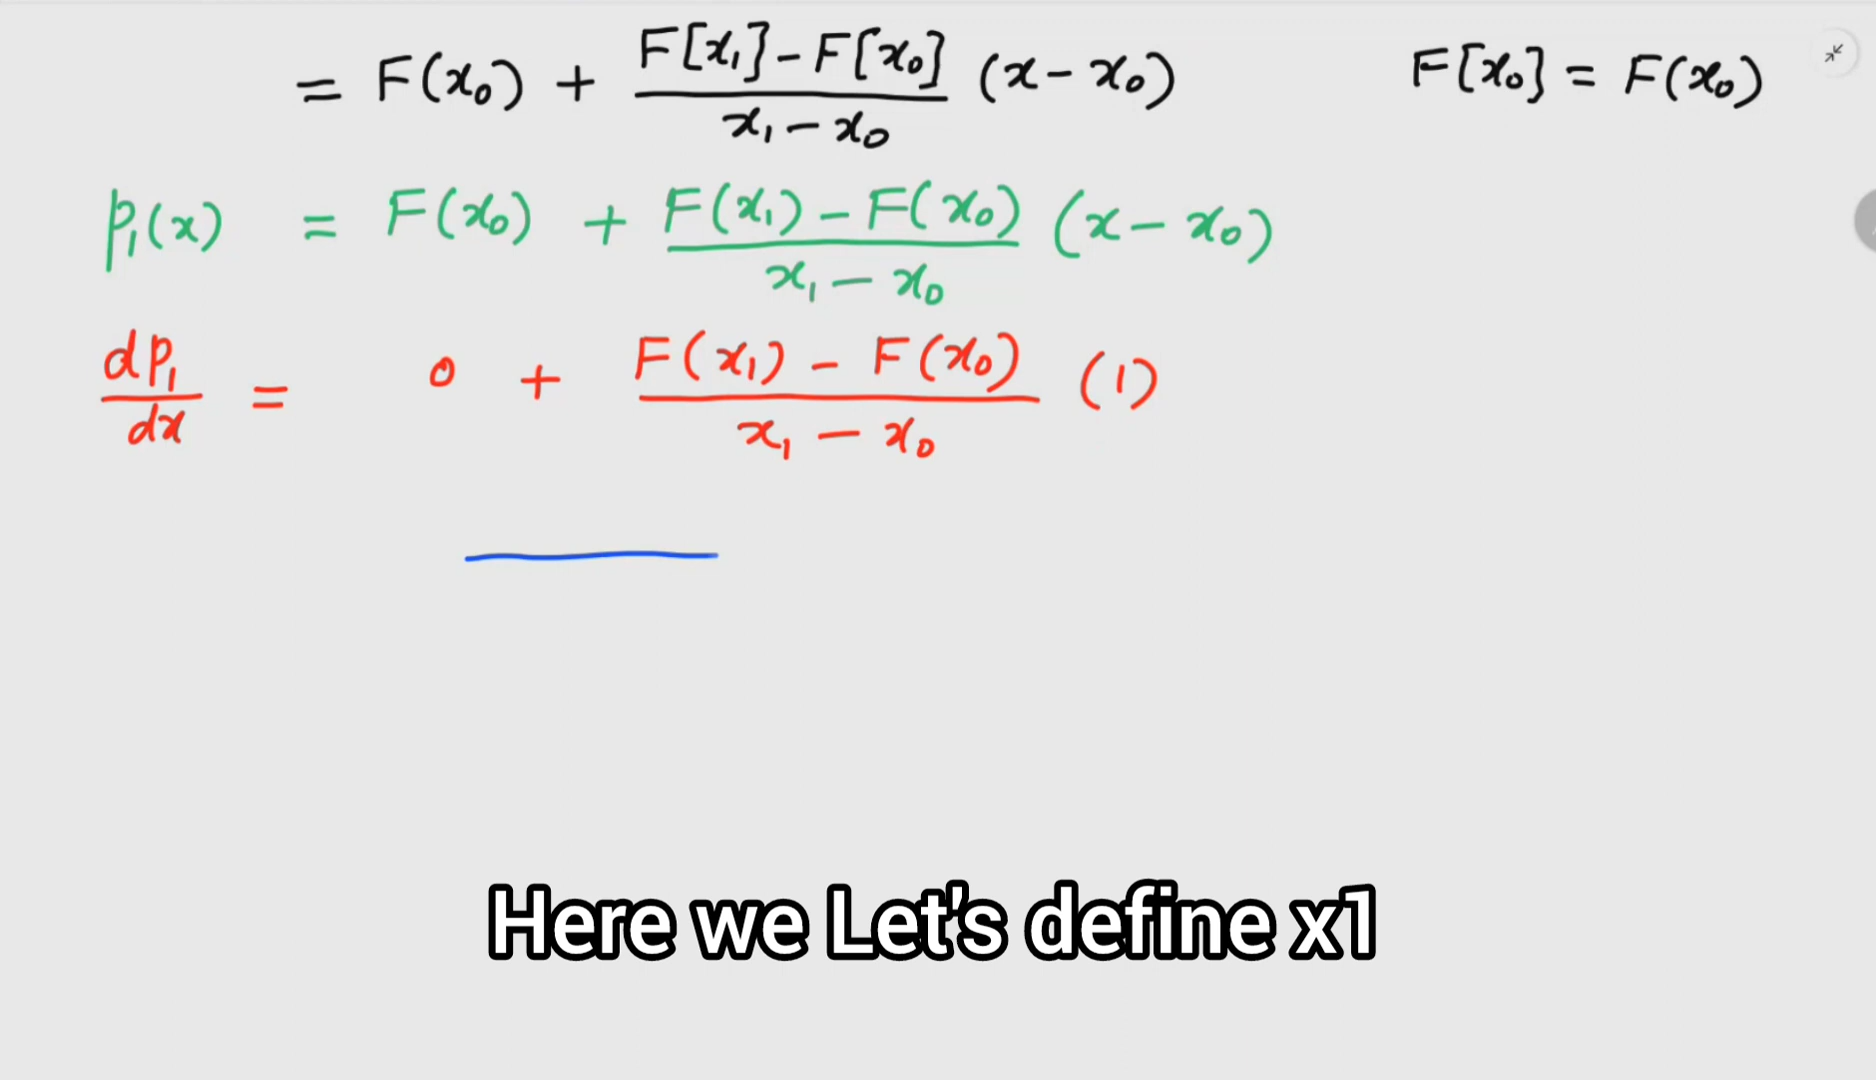 = F(x₀) + F[x₁] - F[x₀] / x₁ - x₀ (x - x₀) F[x₀] = F(x₀)
p₁(x) = F(x₀) + F(x₁) - F(x₀) / x₁ - x₀ (x - x₀)
dp₁ / dx = 0 + F(x₁) - F(x₀) / x₁ - x₀ (1)
Here we Let's define x1